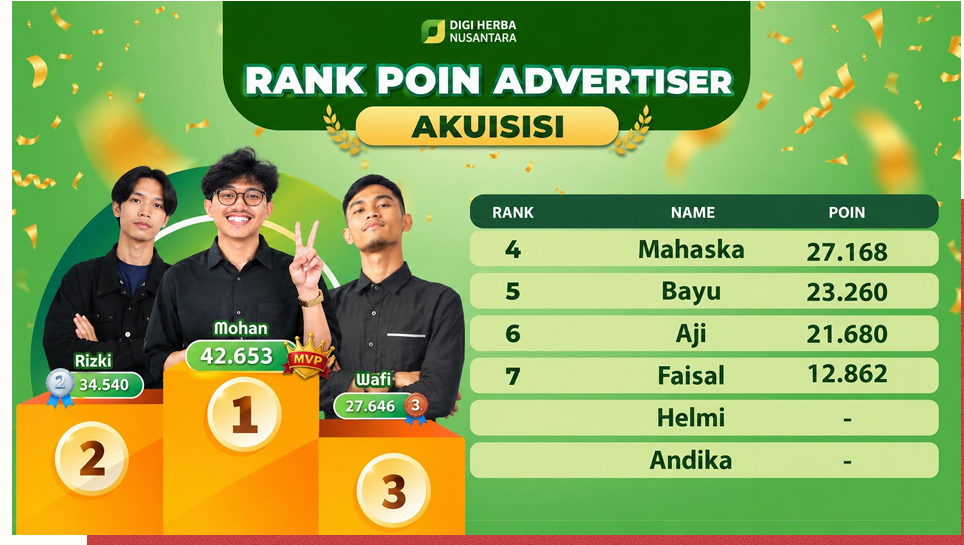 DIGI HERBA
NUSANTARA
RANK POIN ADVERTISER
AKUISISI
Mohan
42.653
MVP
Rizki
2
34.540
Wafi
27.646
3
1
2
3
RANK NAME POIN
4 Mahaska 27.168
5 Bayu 23.260
6 Aji 21.680
7 Faisal 12.862
Helmi -
Andika -